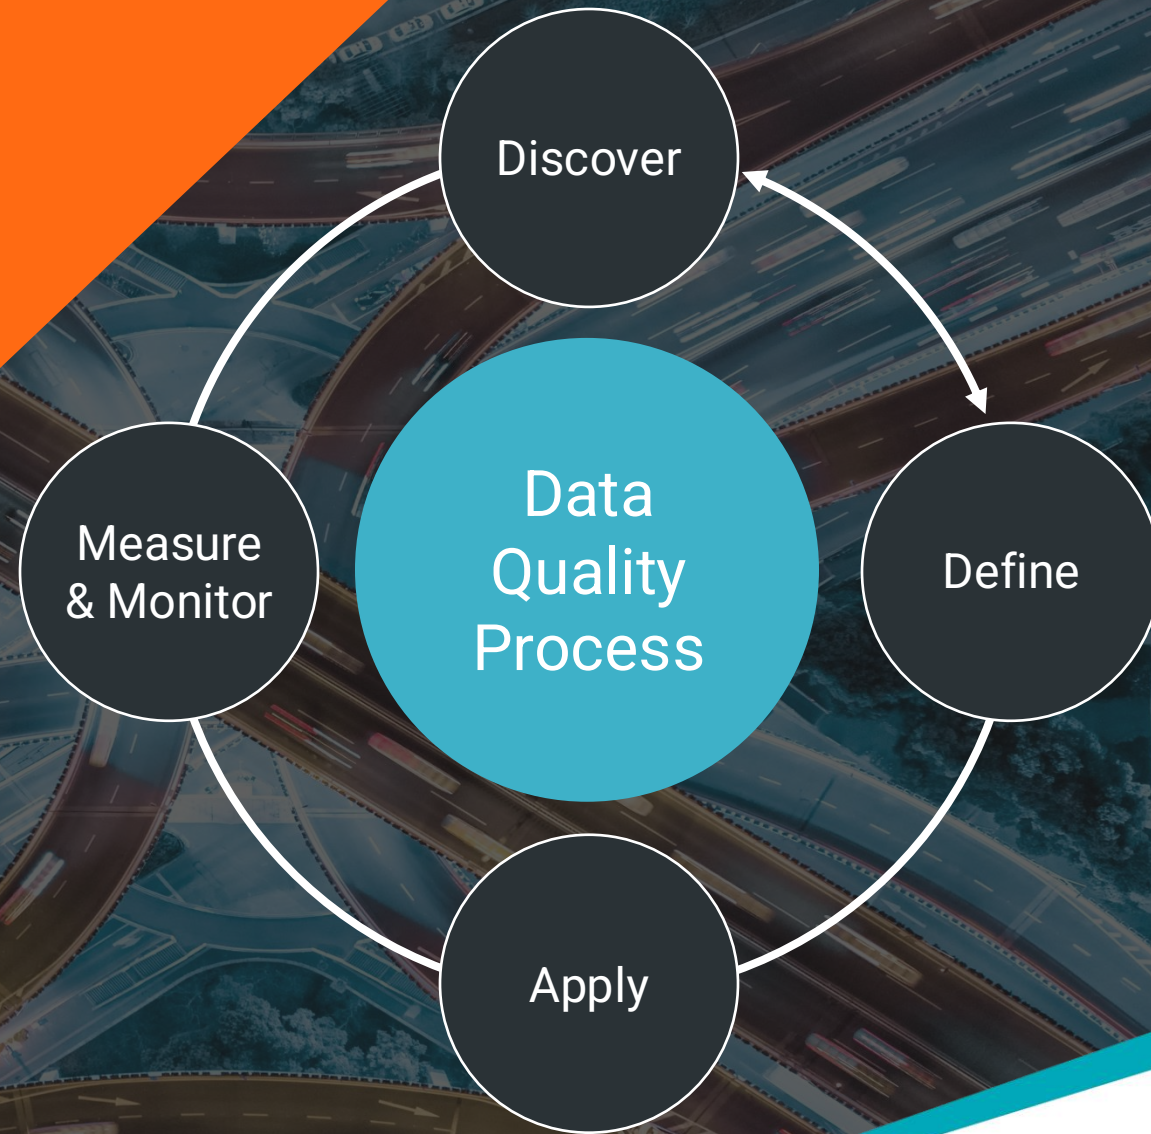 Discover
Data
Quality
Process
Measure
& Monitor
Define
Apply